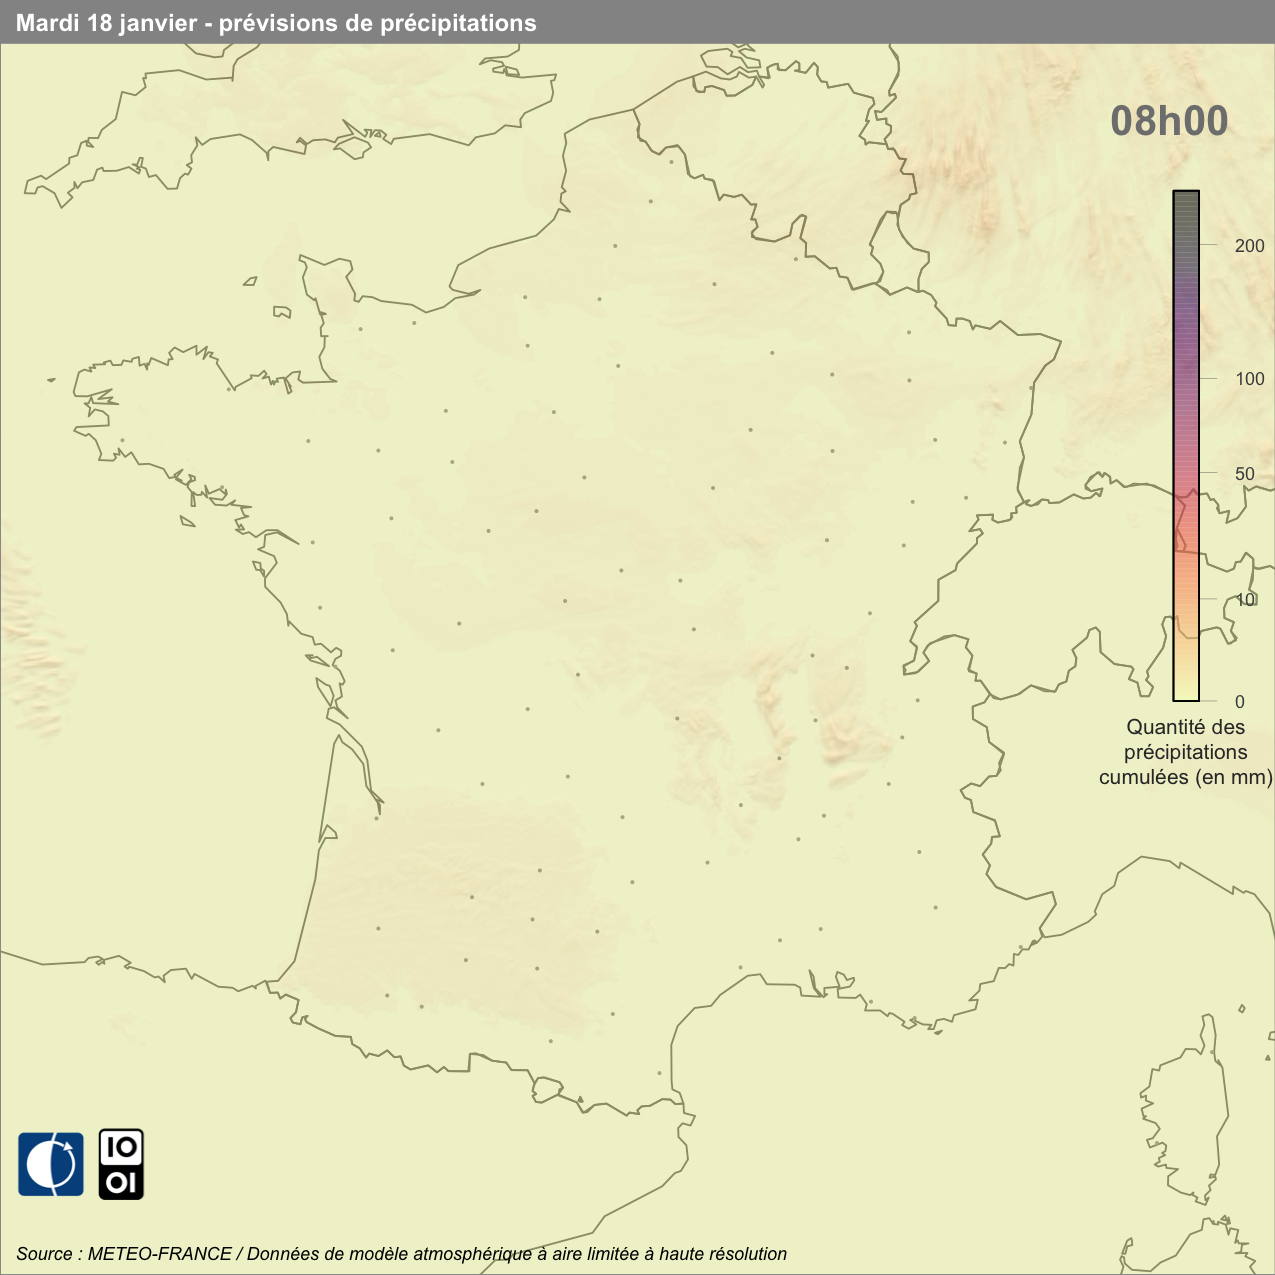 Mardi 18 janvier - prévisions de précipitations
08h00
200
100
50
10
0
Quantité des
précipitations
cumulées (en mm)
IO
OI
Source : METEO-FRANCE / Données de modèle atmosphérique à aire limitée à haute résolution